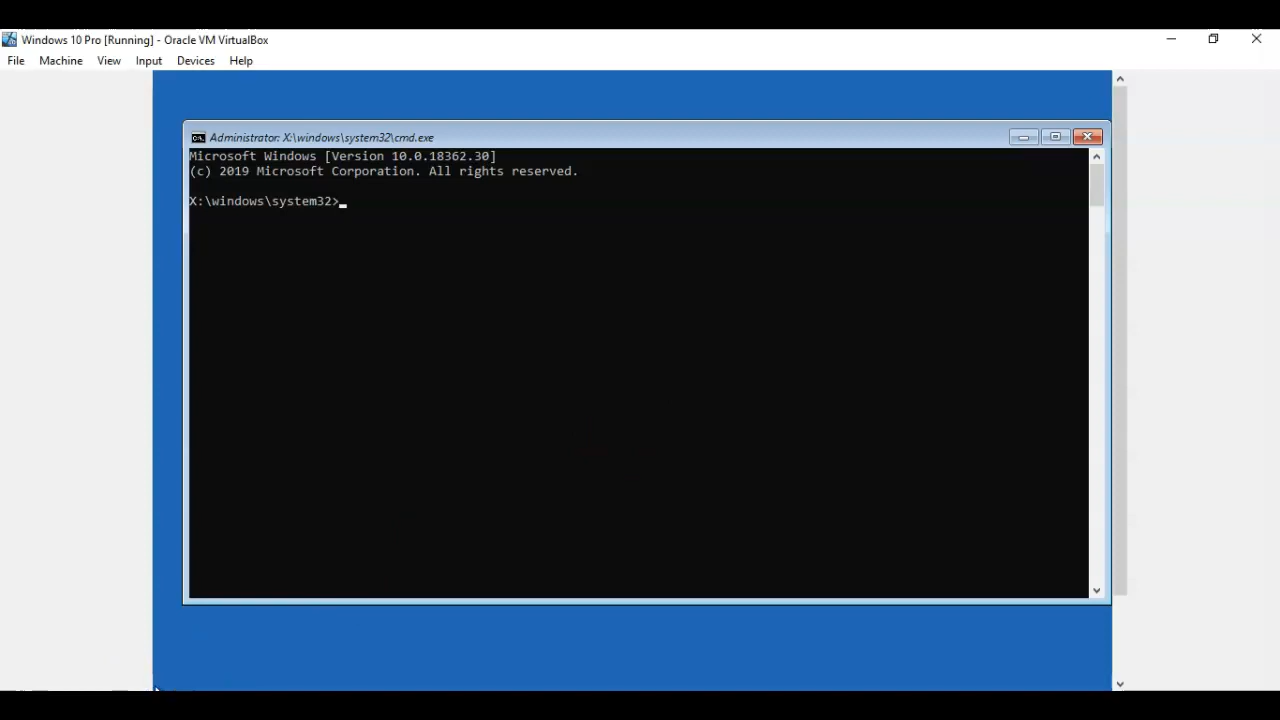 Windows 10 Pro [Running] - Oracle VM VirtualBox
File Machine View Input Devices Help
Administrator: X:\windows\system32\cmd.exe
Microsoft Windows [Version 10.0.18362.30]
(c) 2019 Microsoft Corporation. All rights reserved.
X:\windows\system32>